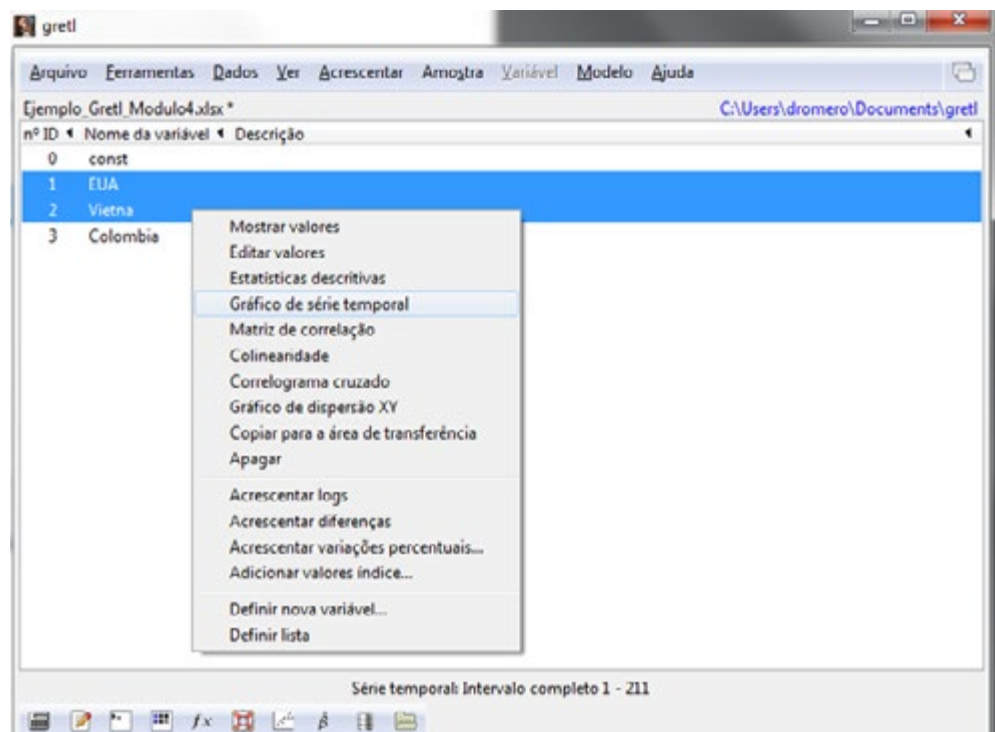 gretl
Arquivo Ferramentas Dados Ver Acrescentar Amostra Variável Modelo Ajuda
Ejemplo_Gretl_Modulo4.xlsx * C:\Users\dromero\Documents\gretl
nº ID Nome da variável Descrição
0 const
1 EUA
2 Vietna
3 Colombia
Mostrar valores
Editar valores
Estatísticas descritivas
Gráfico de série temporal
Matriz de correlação
Colinearidade
Correlograma cruzado
Gráfico de dispersão XY
Copiar para a área de transferência
Apagar
Acrescentar logs
Acrescentar diferenças
Acrescentar variações percentuais...
Adicionar valores índice...
Definir nova variável...
Definir lista
Série temporal: Intervalo completo 1 - 211
fx β̂